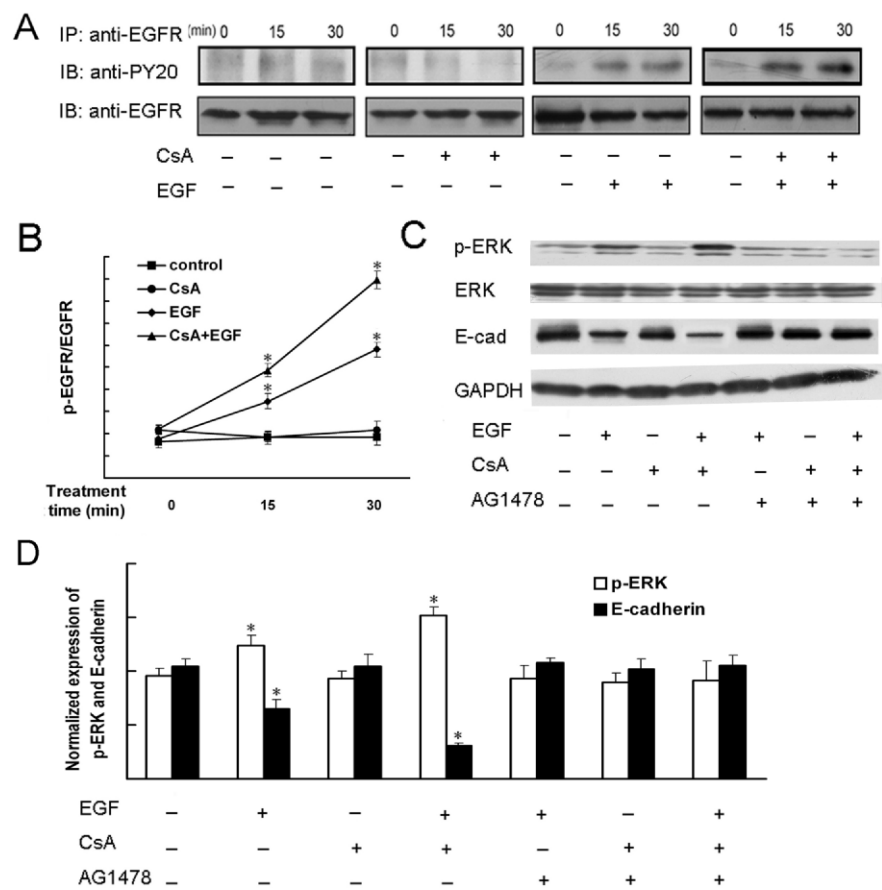 A
IP: anti-EGFR (min) 0 15 30 0 15 30 0 15 30 0 15 30
IB: anti-PY20
IB: anti-EGFR
CsA – – – – + + – – – – + +
EGF – – – – – – – + + – + +
B
control
CsA
EGF
CsA+EGF
* *
* *
p-EGFR/EGFR
Treatment time (min) 0 15 30
C
p-ERK
ERK
E-cad
GAPDH
EGF – + – + + – +
CsA – – + + – + +
AG1478 – – – – + + +
D
p-ERK
E-cadherin
* * * *
Normalized expression of
p-ERK and E-cadherin
EGF – + – + + – +
CsA – – + + – + +
AG1478 – – – – + + +